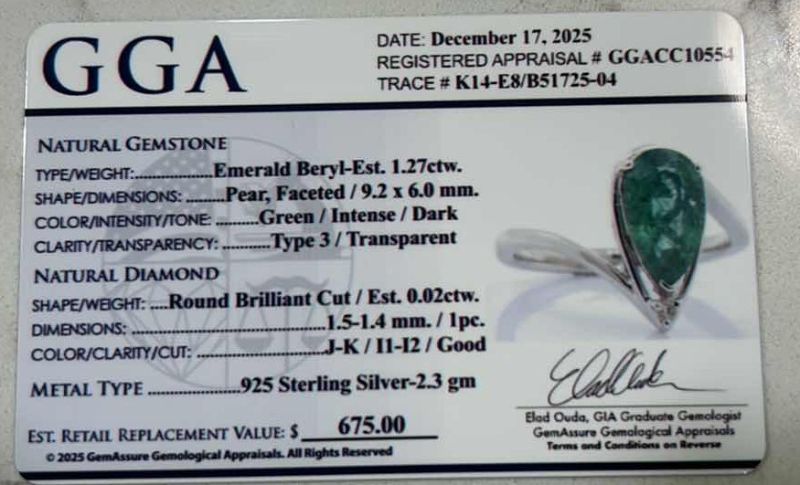 GGA
DATE: December 17, 2025
REGISTERED APPRAISAL # GGACC10554
TRACE # K14-E8/B51725-04
NATURAL GEMSTONE
TYPE/WEIGHT:..............Emerald Beryl-Est. 1.27ctw.
SHAPE/DIMENSIONS: ........Pear, Faceted / 9.2 x 6.0 mm.
COLOR/INTENSITY/TONE: ..........Green / Intense / Dark
CLARITY/TRANSPARENCY: ...........Type 3 / Transparent
NATURAL DIAMOND
SHAPE/WEIGHT: ....Round Brilliant Cut / Est. 0.02ctw.
DIMENSIONS: ...................................1.5-1.4 mm. / 1pc.
COLOR/CLARITY/CUT: .......................J-K / I1-I2 / Good
METAL TYPE ...................925 Sterling Silver-2.3 gm
EST. RETAIL REPLACEMENT VALUE: $ 675.00
© 2025 GemAssure Gemological Appraisals. All Rights Reserved
Elad Ouda, GIA Graduate Gemologist
GemAssure Gemological Appraisals
Terms and Conditions on Reverse